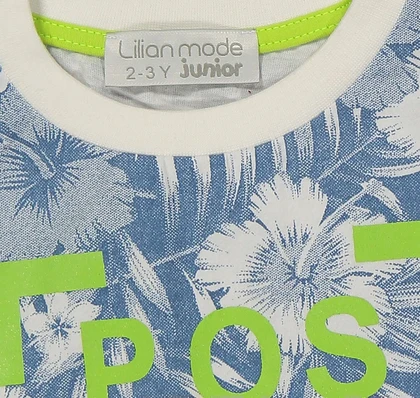 Lilian mode
2-3 Y junior
POS